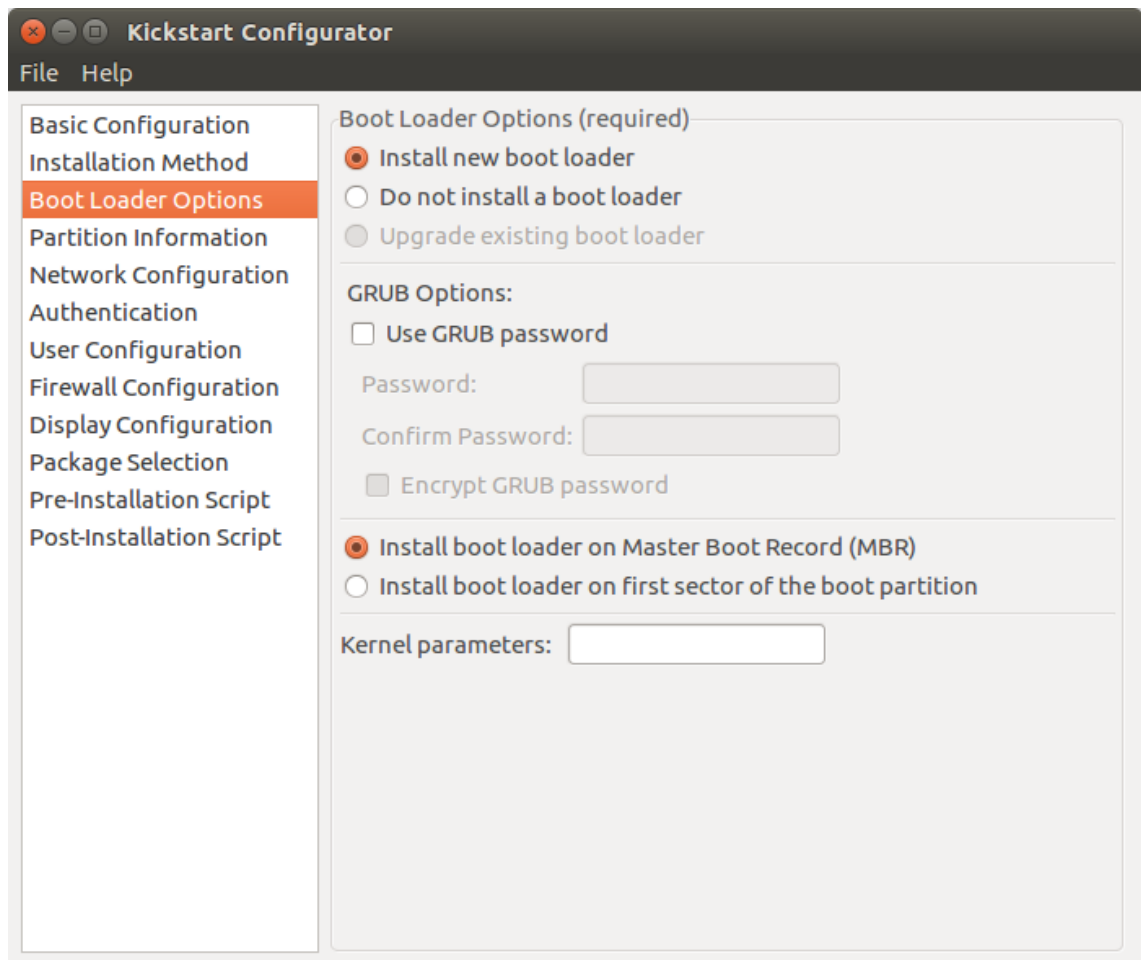 Kickstart Configurator
File Help
Basic Configuration
Installation Method
Boot Loader Options
Partition Information
Network Configuration
Authentication
User Configuration
Firewall Configuration
Display Configuration
Package Selection
Pre-Installation Script
Post-Installation Script
Boot Loader Options (required)
Install new boot loader
Do not install a boot loader
Upgrade existing boot loader
GRUB Options:
Use GRUB password
Password:
Confirm Password:
Encrypt GRUB password
Install boot loader on Master Boot Record (MBR)
Install boot loader on first sector of the boot partition
Kernel parameters: